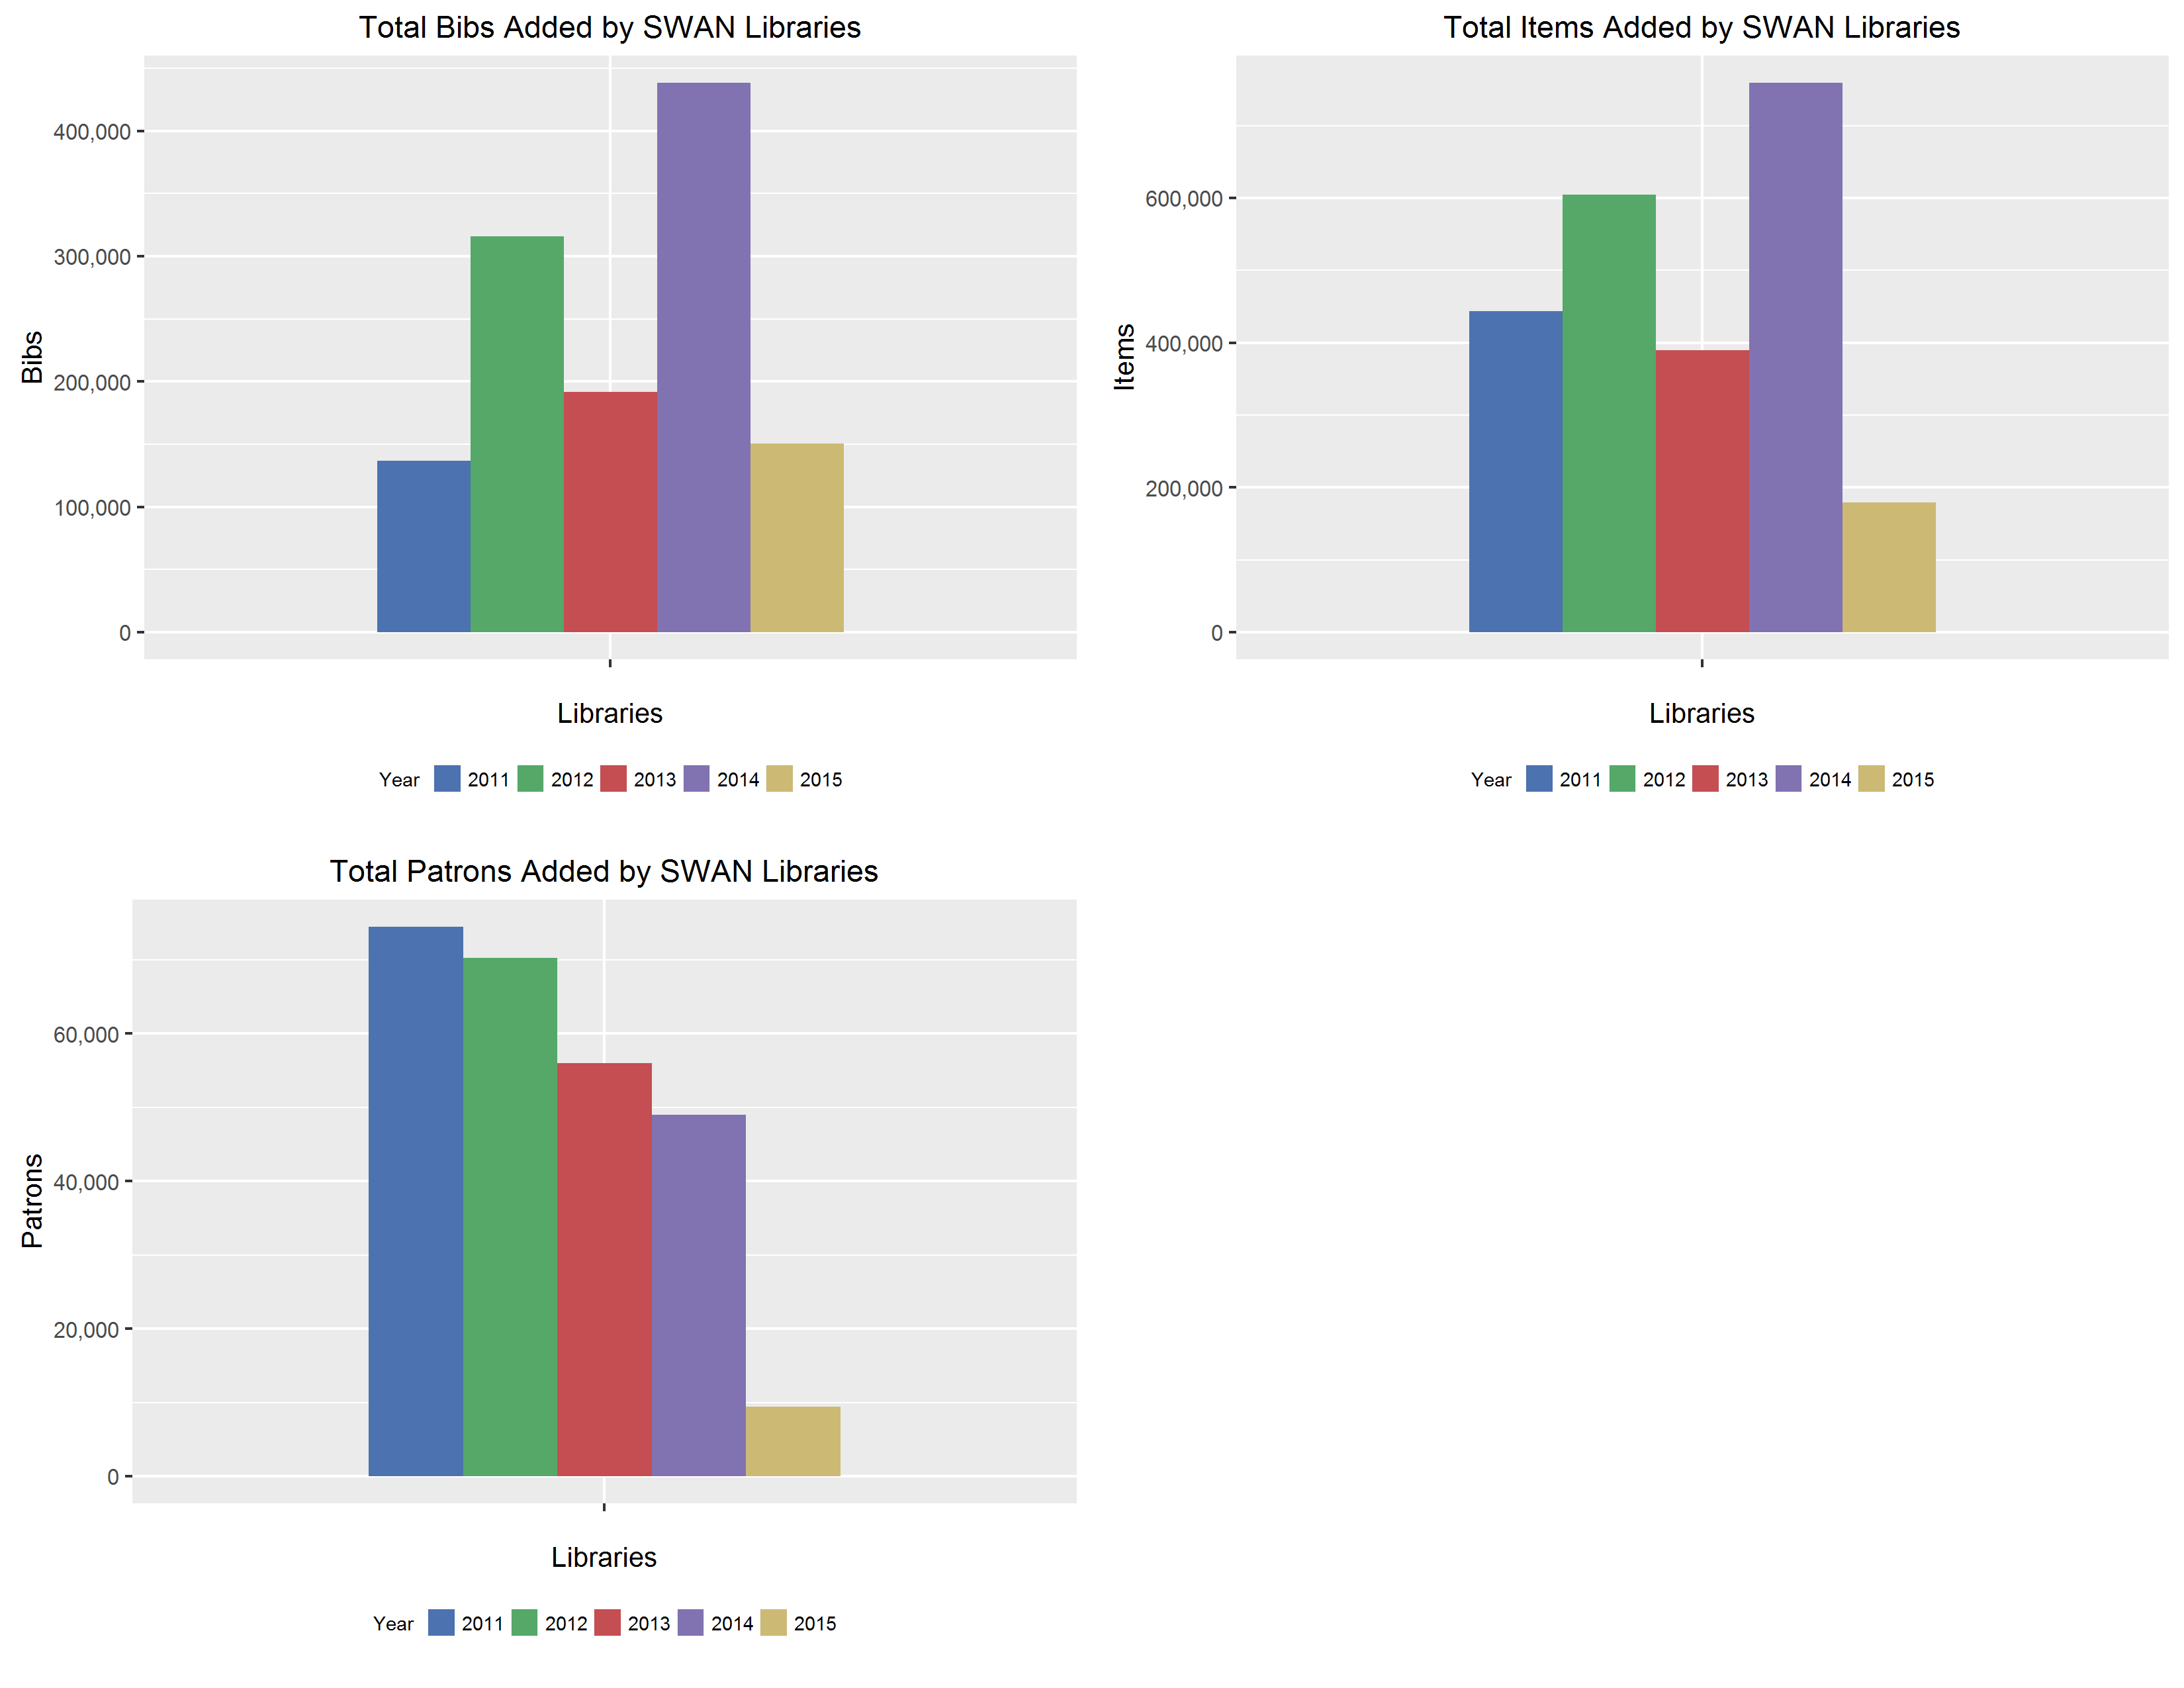 Total Bibs Added by SWAN Libraries
400,000
300,000
200,000
100,000
0
Bibs
Libraries
Year 2011 2012 2013 2014 2015
Total Items Added by SWAN Libraries
600,000
400,000
200,000
0
Items
Libraries
Year 2011 2012 2013 2014 2015
Total Patrons Added by SWAN Libraries
60,000
40,000
20,000
0
Patrons
Libraries
Year 2011 2012 2013 2014 2015